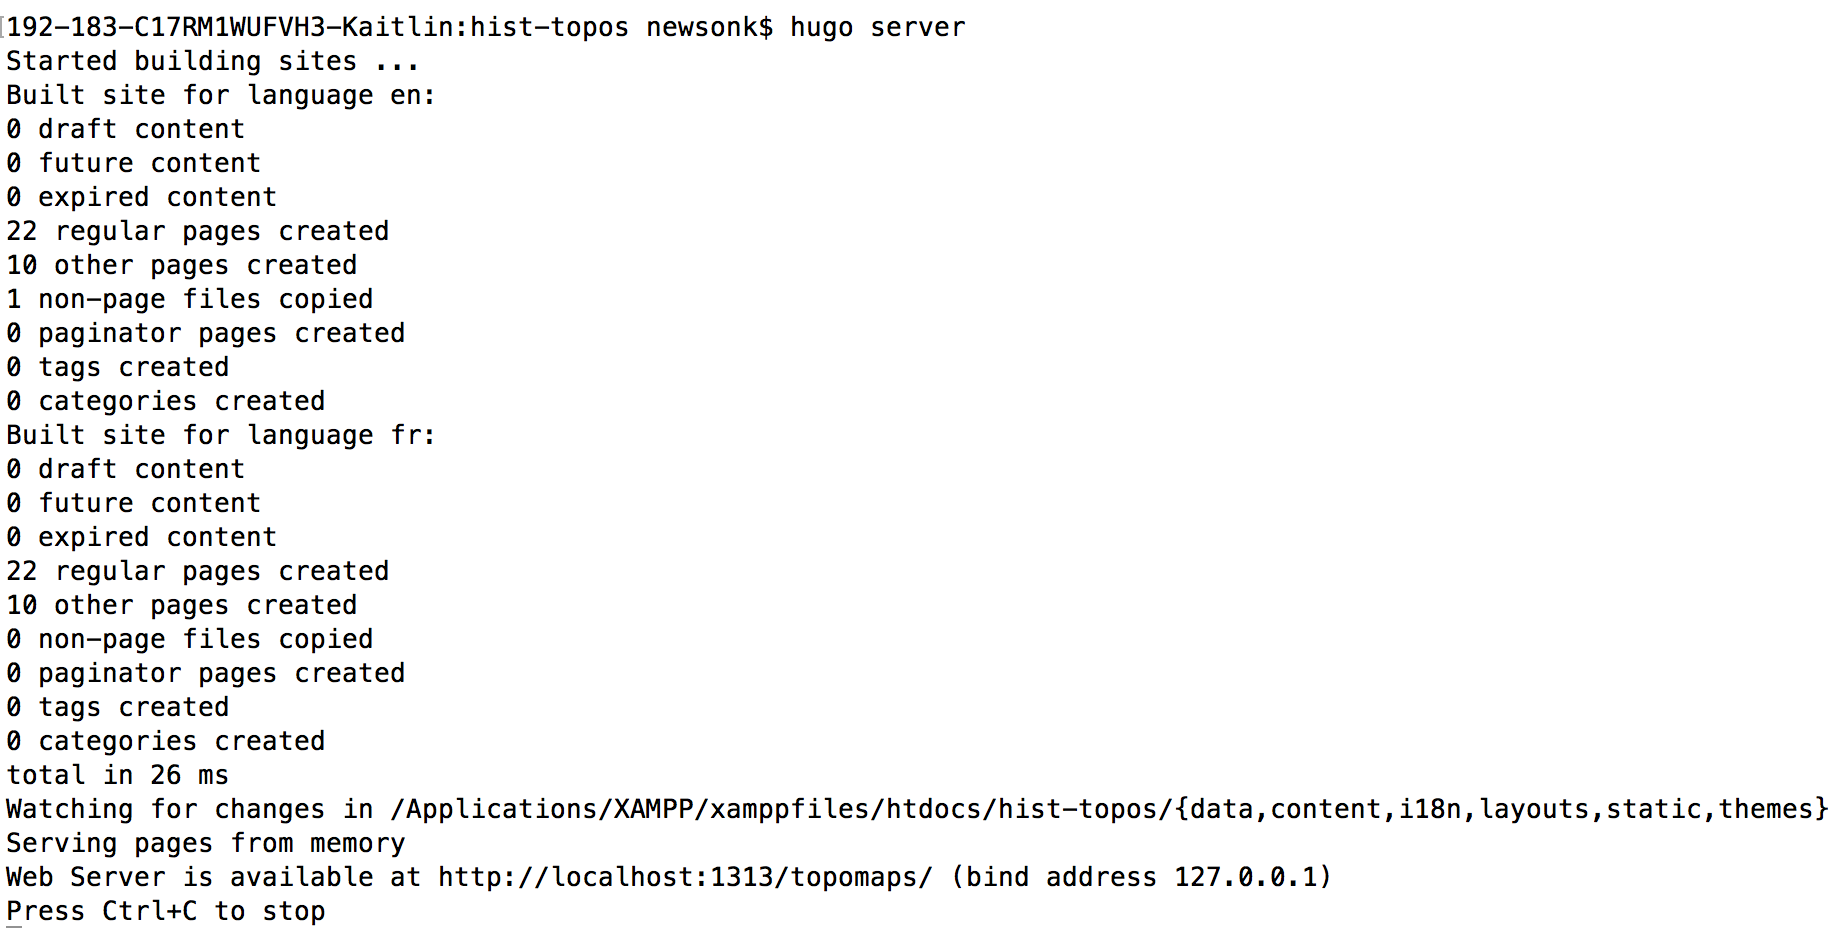 192-183-C17RM1WUFVH3-Kaitlin:hist-topos newsonk$ hugo server
Started building sites ...
Built site for language en:
0 draft content
0 future content
0 expired content
22 regular pages created
10 other pages created
1 non-page files copied
0 paginator pages created
0 tags created
0 categories created
Built site for language fr:
0 draft content
0 future content
0 expired content
22 regular pages created
10 other pages created
0 non-page files copied
0 paginator pages created
0 tags created
0 categories created
total in 26 ms
Watching for changes in /Applications/XAMPP/xamppfiles/htdocs/hist-topos/{data,content,i18n,layouts,static,themes}
Serving pages from memory
Web Server is available at http://localhost:1313/topomaps/ (bind address 127.0.0.1)
Press Ctrl+C to stop